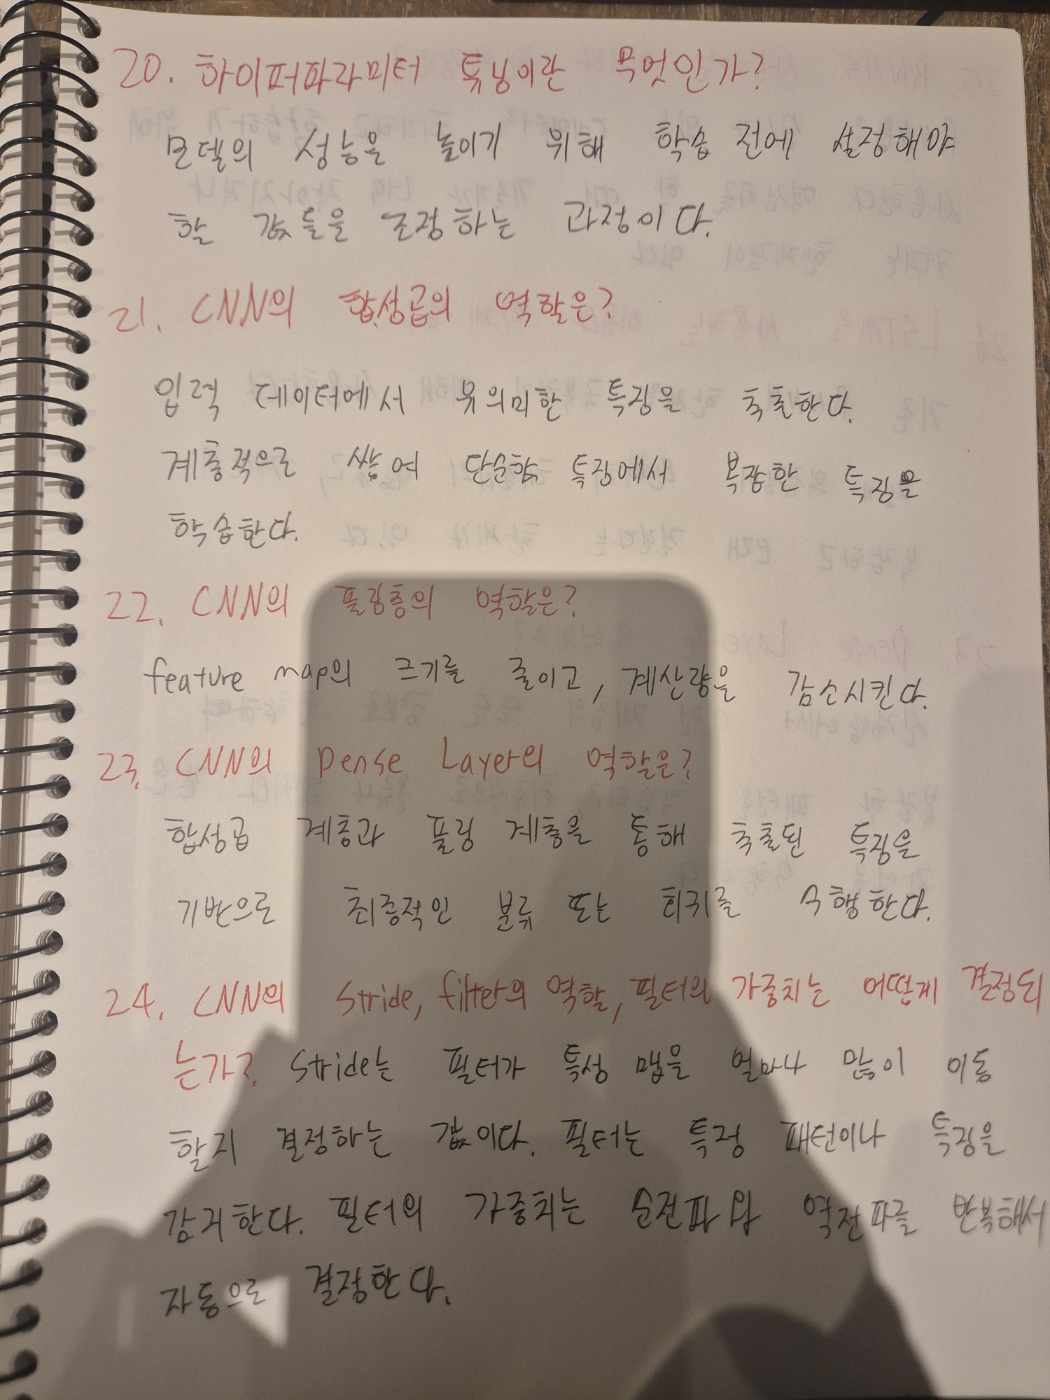 20. 하이퍼파라미터 튜닝이란 무엇인가?
모델의 성능을 높이기 위해 학습 전에 설정해야
할 값들을 조정하는 과정이다.
21. CNN의 합성곱의 역할은?
입력 데이터에서 유의미한 특징을 추출한다.
계층적으로 쌓여 단순한 특징에서 복잡한 특징을
학습한다.
22. CNN의 풀링층의 역할은?
feature map의 크기를 줄이고, 계산량을 감소시킨다.
23. CNN의 Dense Layer의 역할은?
합성곱 계층과 풀링 계층을 통해 추출된 특징을
기반으로 최종적인 분류 또는 회귀를 수행한다.
24. CNN의 Stride, filter의 역할, 필터의 가중치는 어떻게 결정되
는가? Stride는 필터가 특성 맵을 얼마나 많이 이동
할지 결정하는 값이다. 필터는 특정 패턴이나 특징을
감지한다. 필터의 가중치는 순전파와 역전파를 반복해서
자동으로 결정한다.